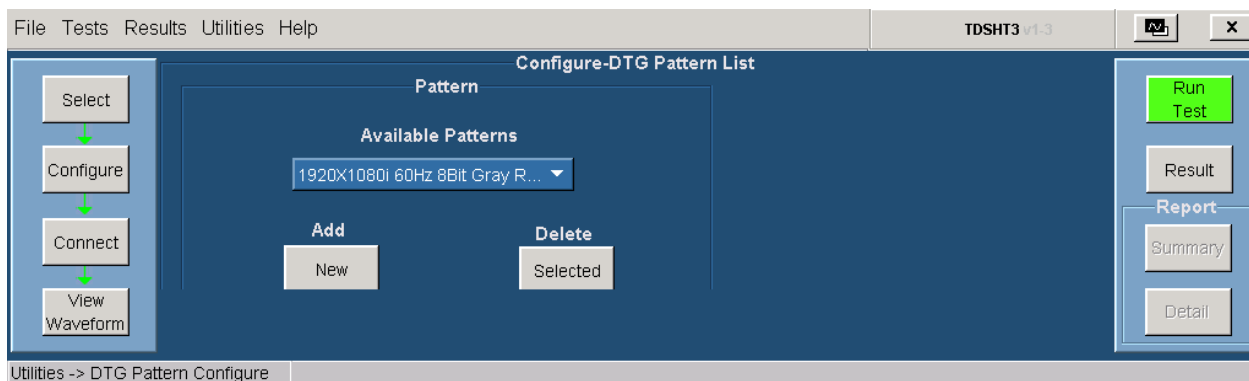 File Tests Results Utilities Help
TDSHT3 v1-3
x
Configure-DTG Pattern List
Select
Configure
Connect
View
Waveform
Pattern
Available Patterns
1920X1080i 60Hz 8Bit Gray R...
Add
New
Delete
Selected
Run
Test
Result
Report
Summary
Detail
Utilities -> DTG Pattern Configure